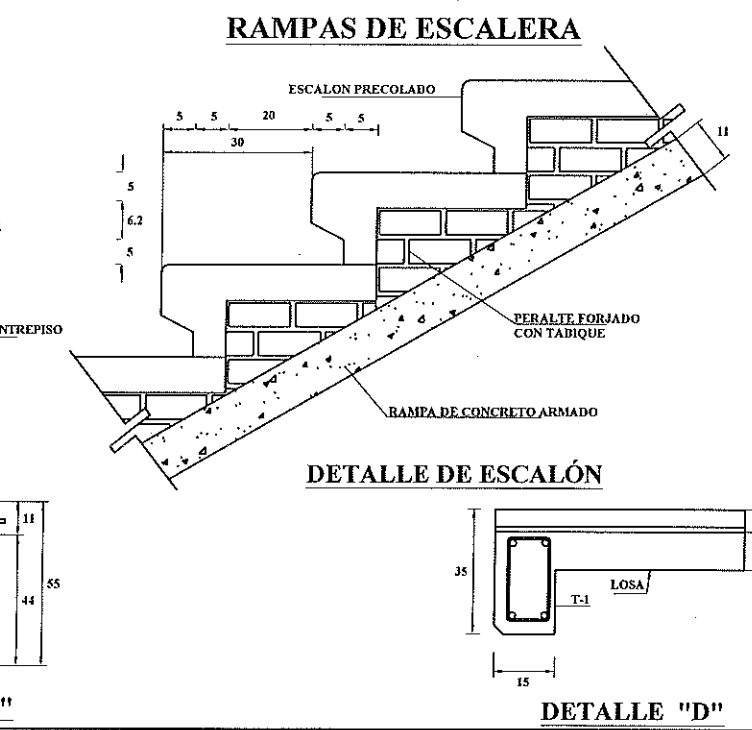 RAMPAS DE ESCALERA
ESCALON PRECOLADO
5 5 20 5 5
30
11
5
6.2
5
NTREPISO
PERALTE FORJADO
CON TABIQUE
RAMPA DE CONCRETO ARMADO
DETALLE DE ESCALÓN
11
55
44
35
LOSA
T-1
15
"
DETALLE "D"